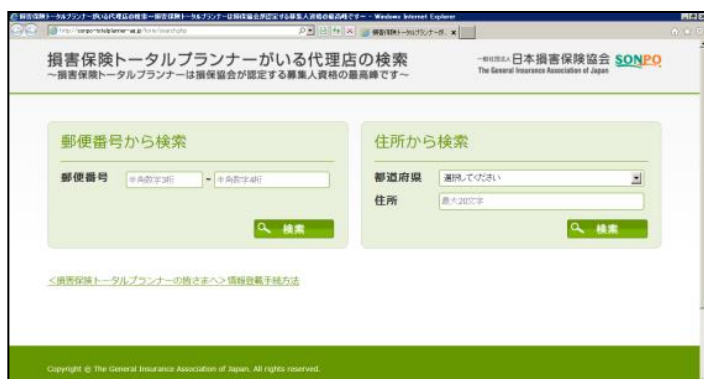 損害保険トータルプランナーがいる代理店の検索
～損害保険トータルプランナーは損保協会が認定する募集人資格の最高峰です～
一般社団法人 日本損害保険協会 SONPO
The General Insurance Association of Japan
郵便番号から検索
郵便番号 半角数字3桁 - 半角数字4桁
検索
住所から検索
都道府県 選択してください
住所 最大20文字
検索
＜損害保険トータルプランナーの皆さまへ＞情報登載手続方法
Copyright © The General Insurance Association of Japan. All rights reserved.